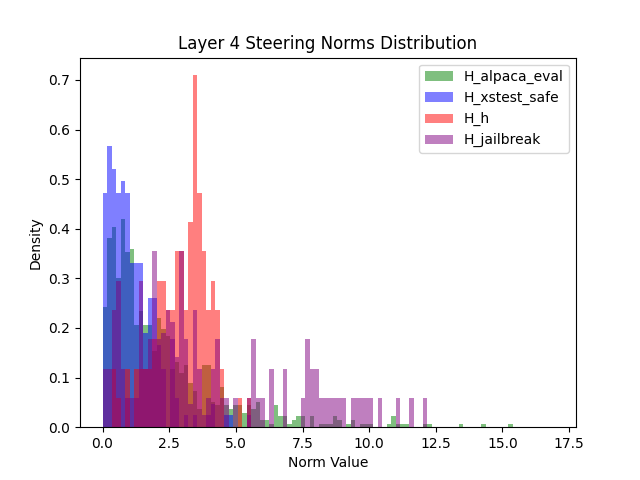 Layer 4 Steering Norms Distribution
H_alpaca_eval
H_xstest_safe
H_h
H_jailbreak
Density
0.7
0.6
0.5
0.4
0.3
0.2
0.1
0.0
0.0 2.5 5.0 7.5 10.0 12.5 15.0 17.5
Norm Value